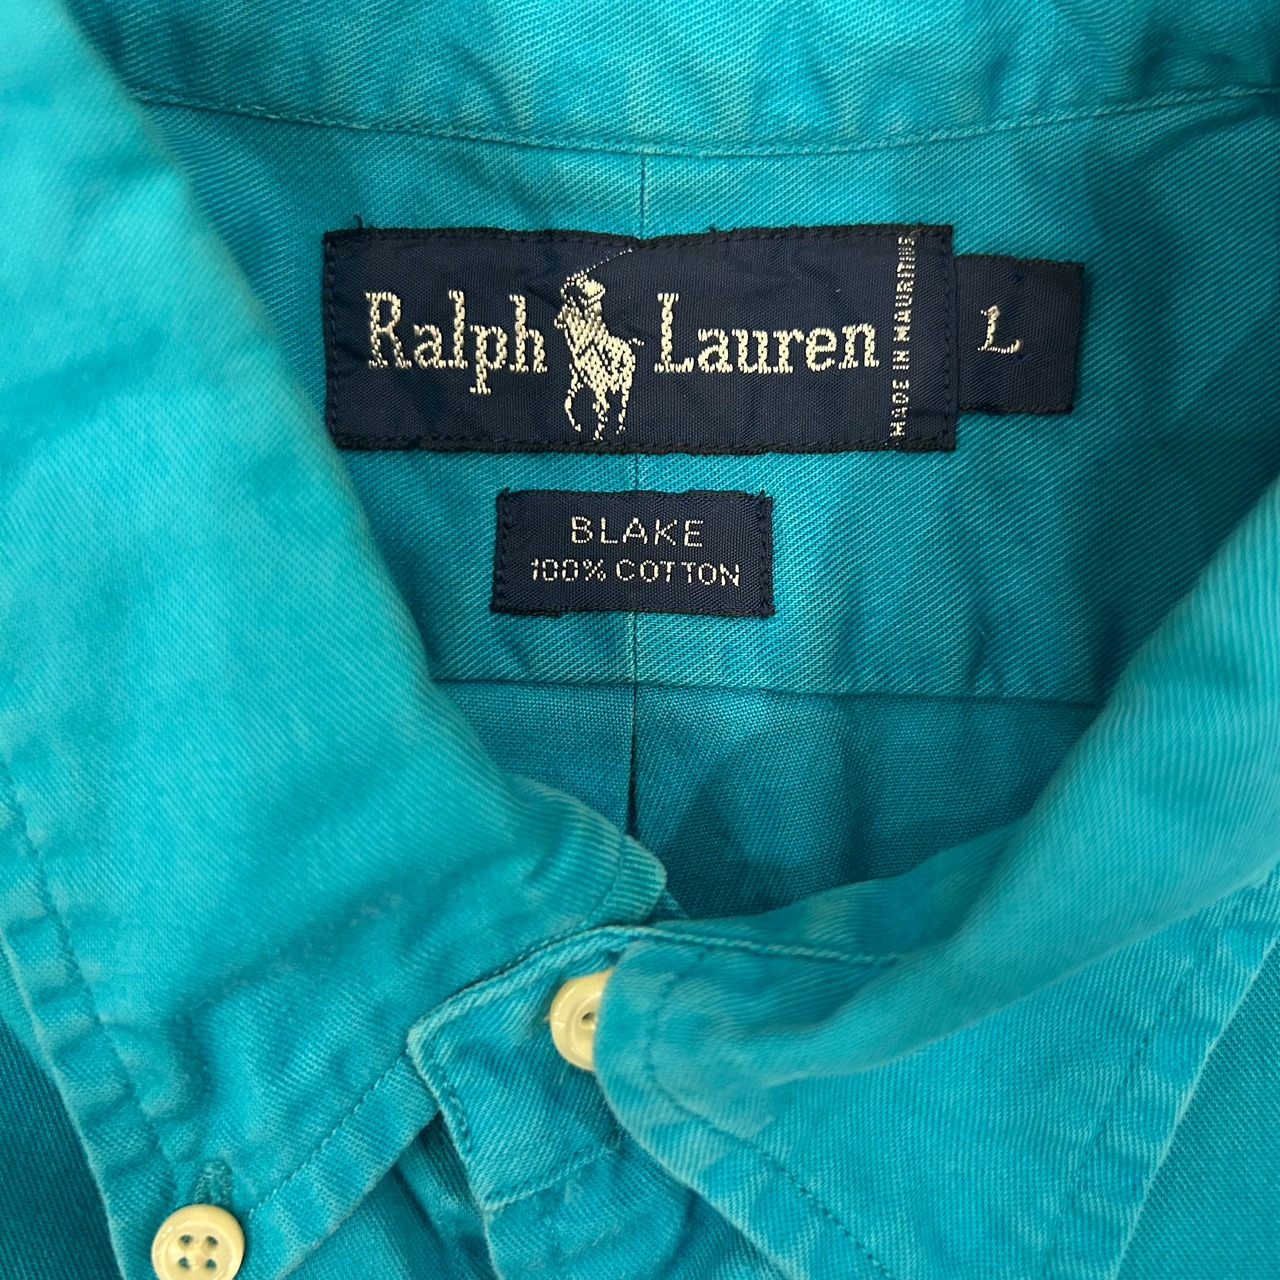 Ralph Lauren
MADE IN MAURITIUS
L
BLAKE
100% COTTON